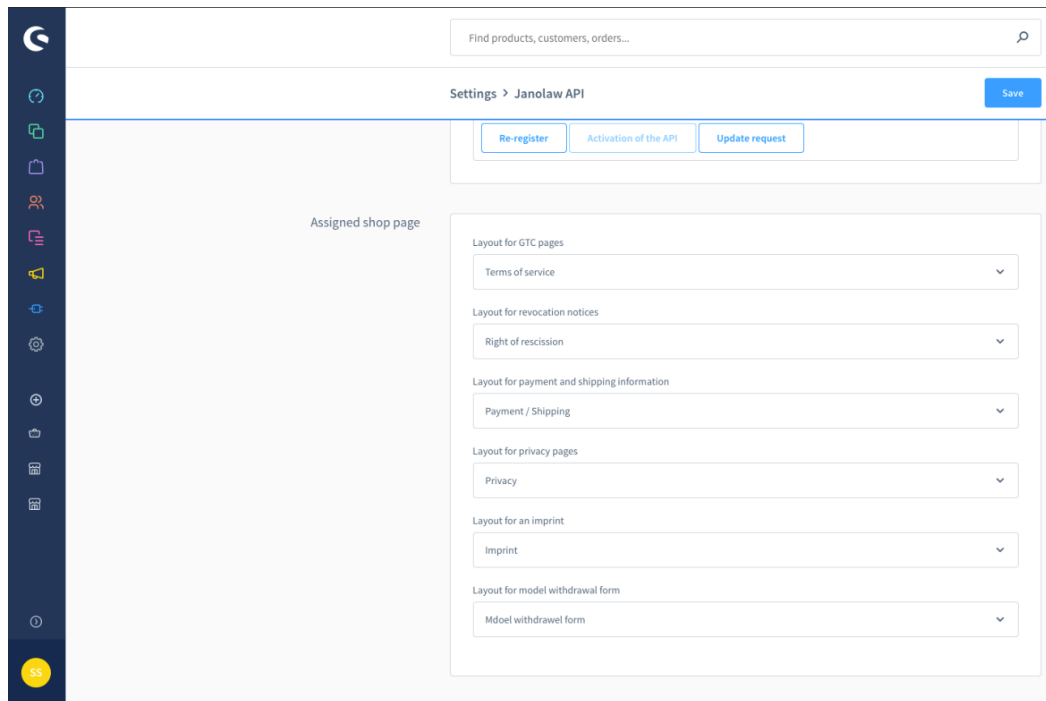 Find products, customers, orders...
Settings > Janolaw API
Save
Re-register
Activation of the API
Update request
Assigned shop page
Layout for GTC pages
Terms of service
Layout for revocation notices
Right of rescission
Layout for payment and shipping information
Payment / Shipping
Layout for privacy pages
Privacy
Layout for an imprint
Imprint
Layout for model withdrawal form
Mdoel withdrawel form
SS